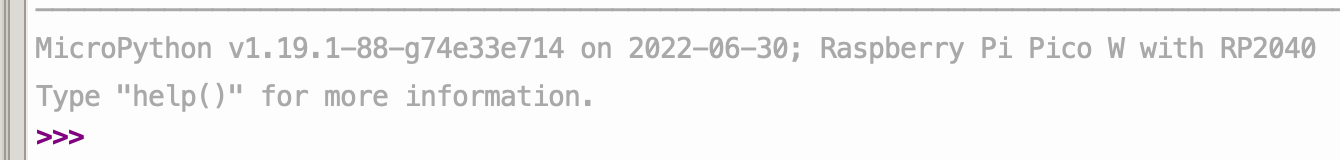 MicroPython v1.19.1-88-g74e33e714 on 2022-06-30; Raspberry Pi Pico W with RP2040
Type "help()" for more information.
>>>